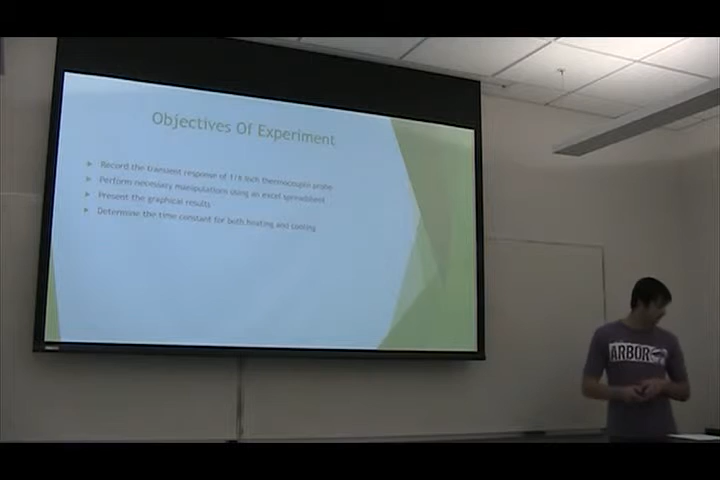 Objectives Of Experiment
Record the transient response of 1/8 inch thermocouple probe
Perform necessary manipulations using an excel spreadsheet
Present the graphical results
Determine the time constant for both heating and cooling
ARBOR